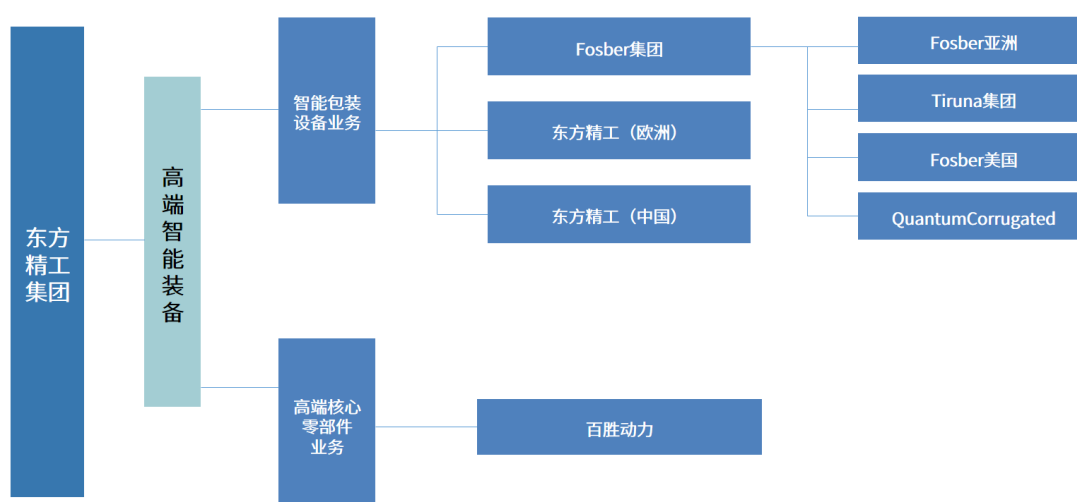 东方
精工
集团
高
端
智
能
装
备
智能包装
设备业务
Fosber集团
东方精工（欧洲）
东方精工（中国）
Fosber亚洲
Tiruna集团
Fosber美国
QuantumCorrugated
高端核心
零部件
业务
百胜动力